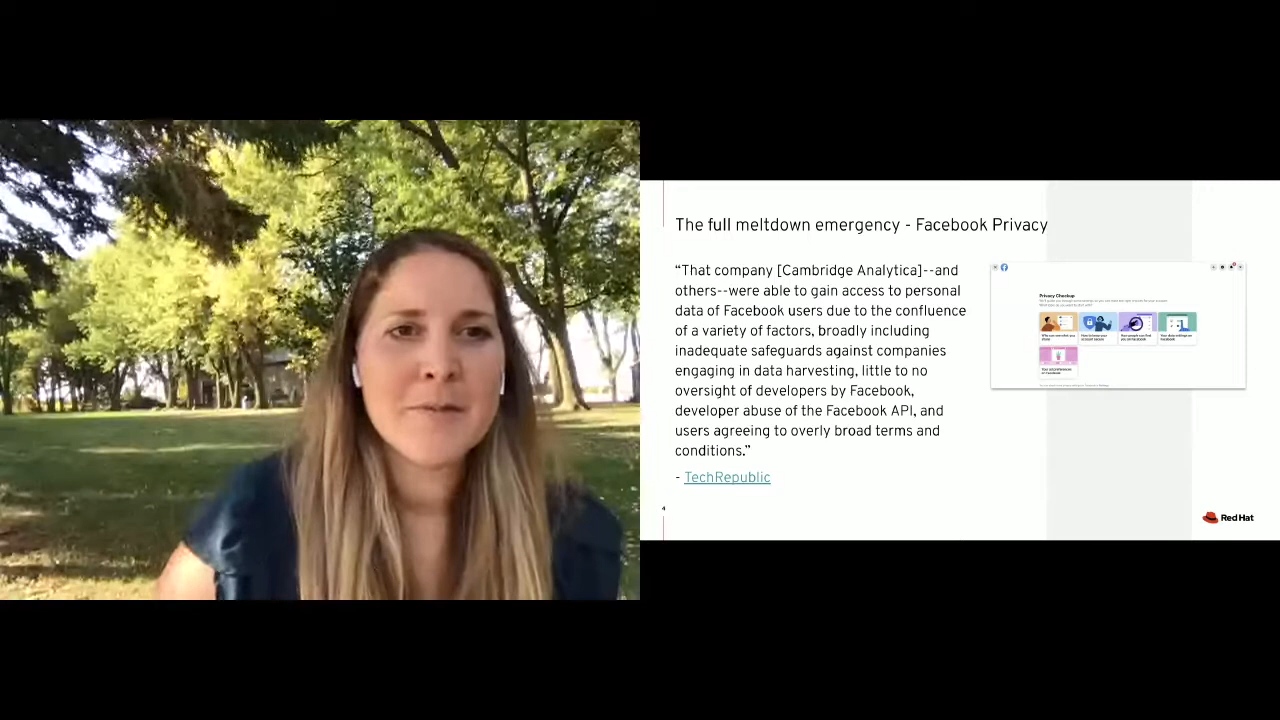 The full meltdown emergency - Facebook Privacy
“That company [Cambridge Analytica]--and
others--were able to gain access to personal
data of Facebook users due to the confluence
of a variety of factors, broadly including
inadequate safeguards against companies
engaging in data harvesting, little to no
oversight of developers by Facebook,
developer abuse of the Facebook API, and
users agreeing to overly broad terms and
conditions.”
- TechRepublic
Privacy Checkup
4
Red Hat